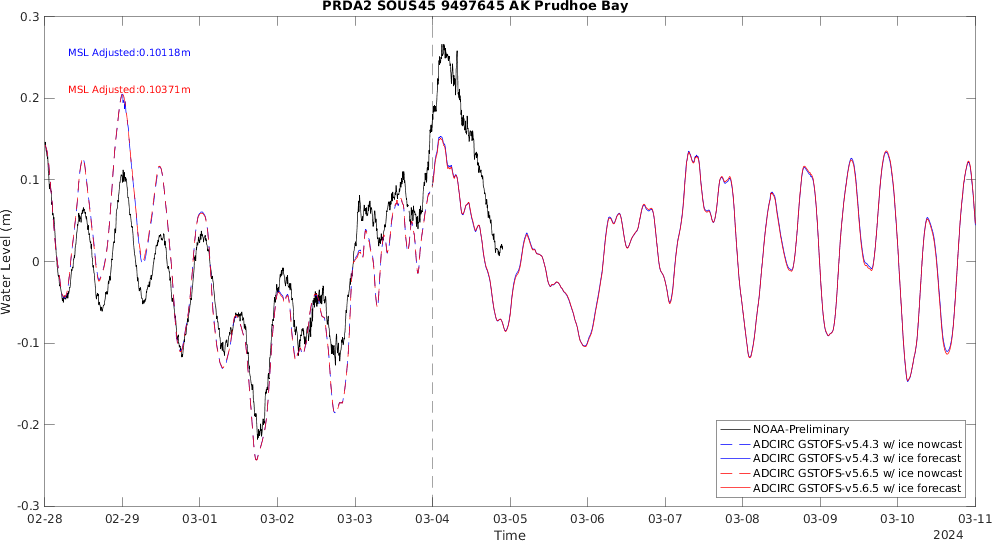 PRDA2 SOUS45 9497645 AK Prudhoe Bay
MSL Adjusted:0.10118m
MSL Adjusted:0.10371m
Water Level (m)
0.3
0.2
0.1
0
-0.1
-0.2
-0.3
NOAA-Preliminary
ADCIRC GSTOFS-v5.4.3 w/ ice nowcast
ADCIRC GSTOFS-v5.4.3 w/ ice forecast
ADCIRC GSTOFS-v5.6.5 w/ ice nowcast
ADCIRC GSTOFS-v5.6.5 w/ ice forecast
02-28 02-29 03-01 03-02 03-03 03-04 03-05 03-06 03-07 03-08 03-09 03-10 03-11
Time
2024